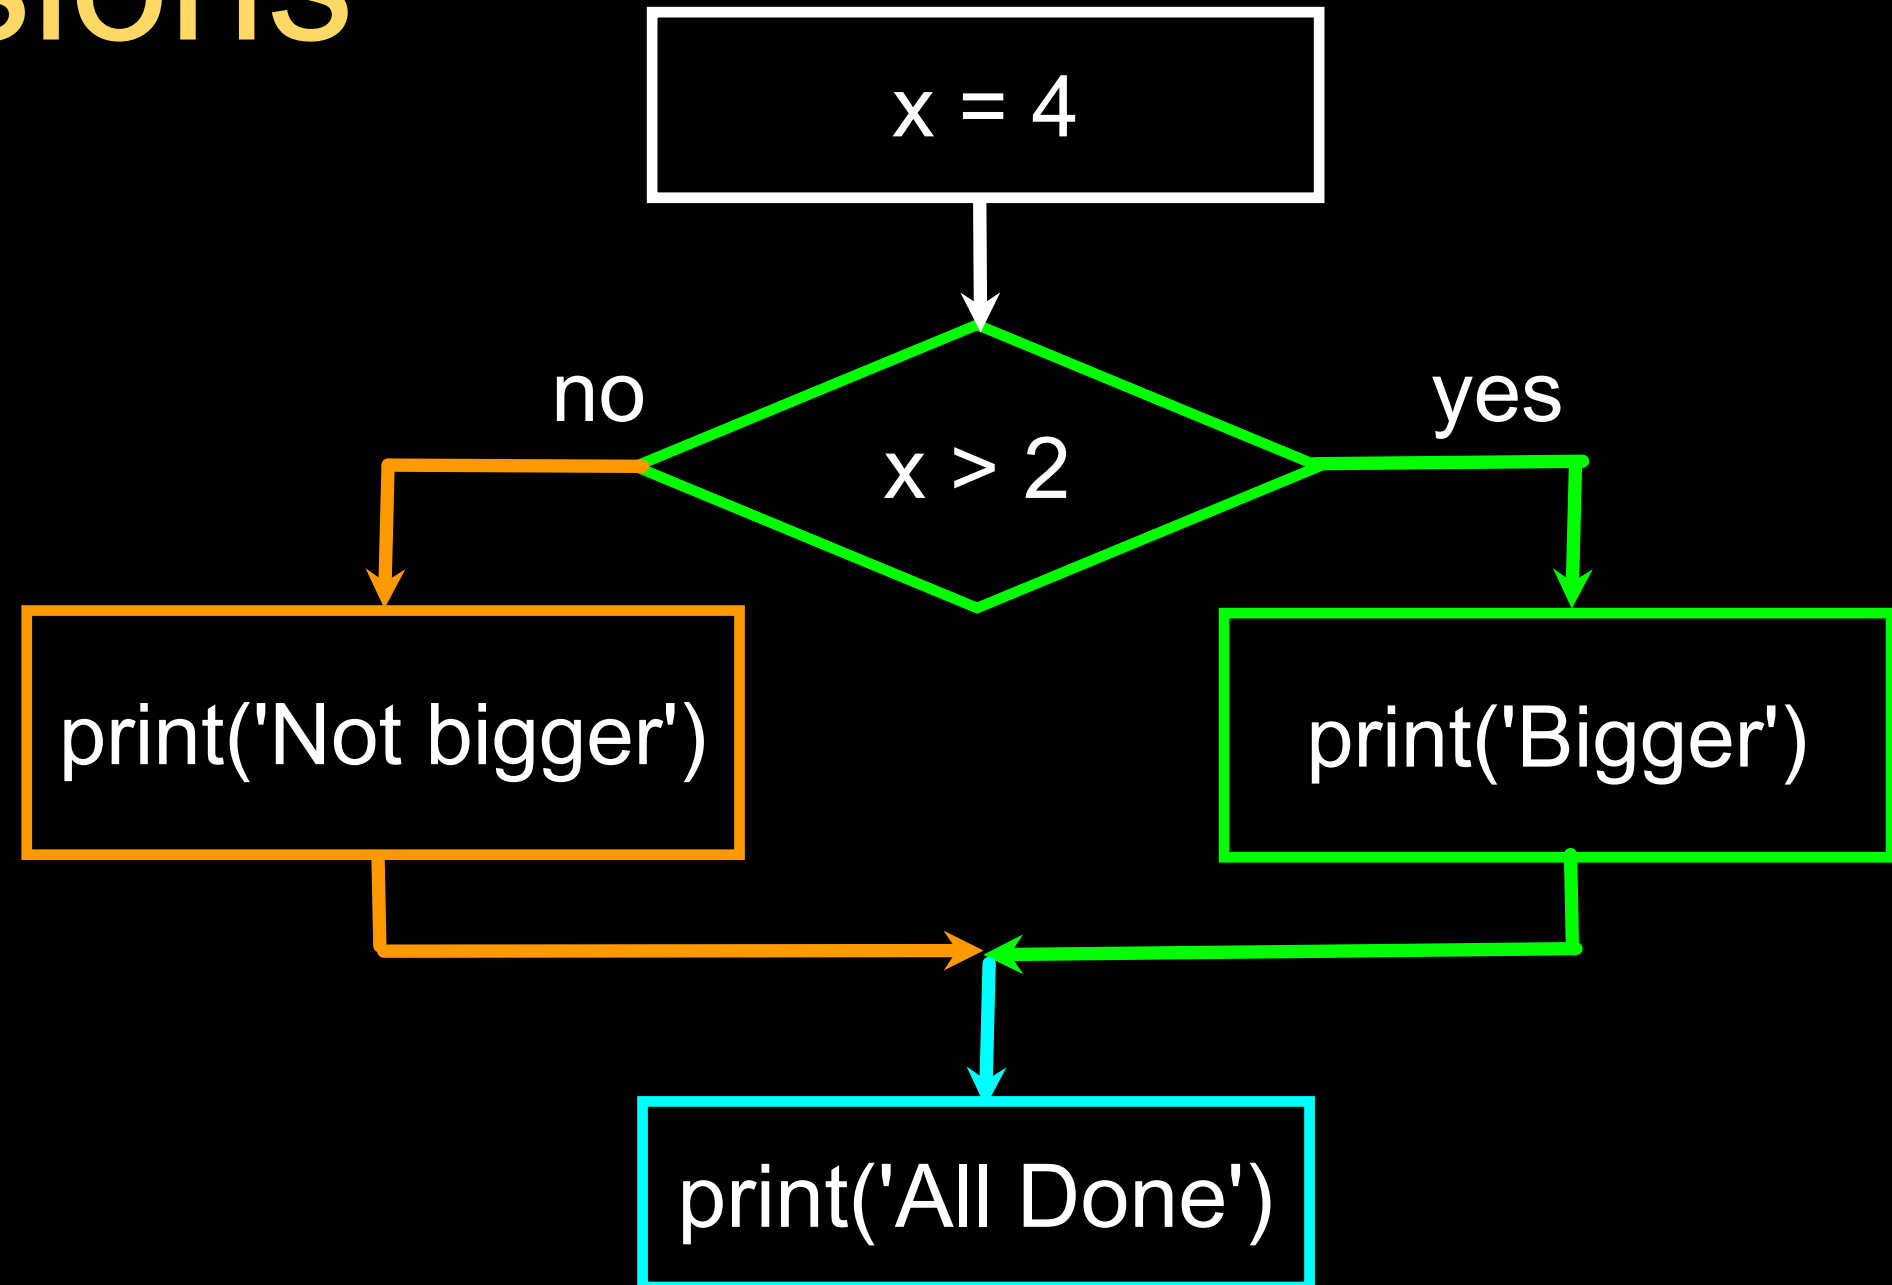 x = 4
no
yes
x > 2
print('Not bigger')
print('Bigger')
print('All Done')